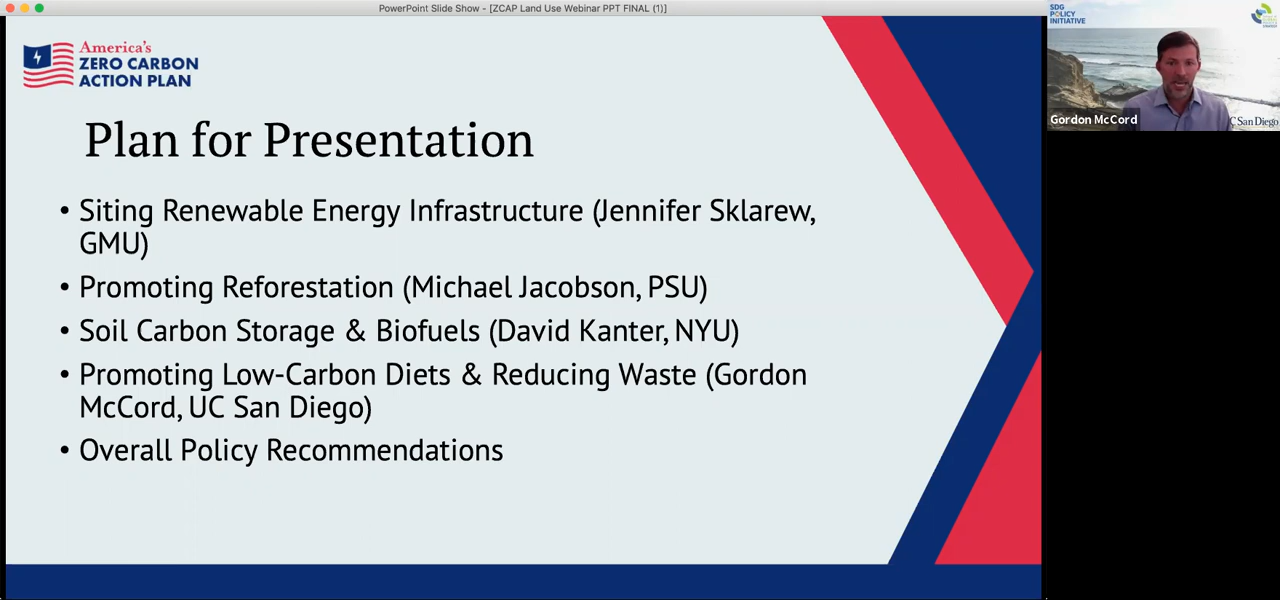 PowerPoint Slide Show - [ZCAP Land Use Webinar PPT FINAL (1)]
America's
ZERO CARBON
ACTION PLAN
Plan for Presentation
• Siting Renewable Energy Infrastructure (Jennifer Sklarew,
GMU)
• Promoting Reforestation (Michael Jacobson, PSU)
• Soil Carbon Storage & Biofuels (David Kanter, NYU)
• Promoting Low-Carbon Diets & Reducing Waste (Gordon
McCord, UC San Diego)
• Overall Policy Recommendations
SDG
POLICY
INITIATIVE
Gordon McCord
C San Diego